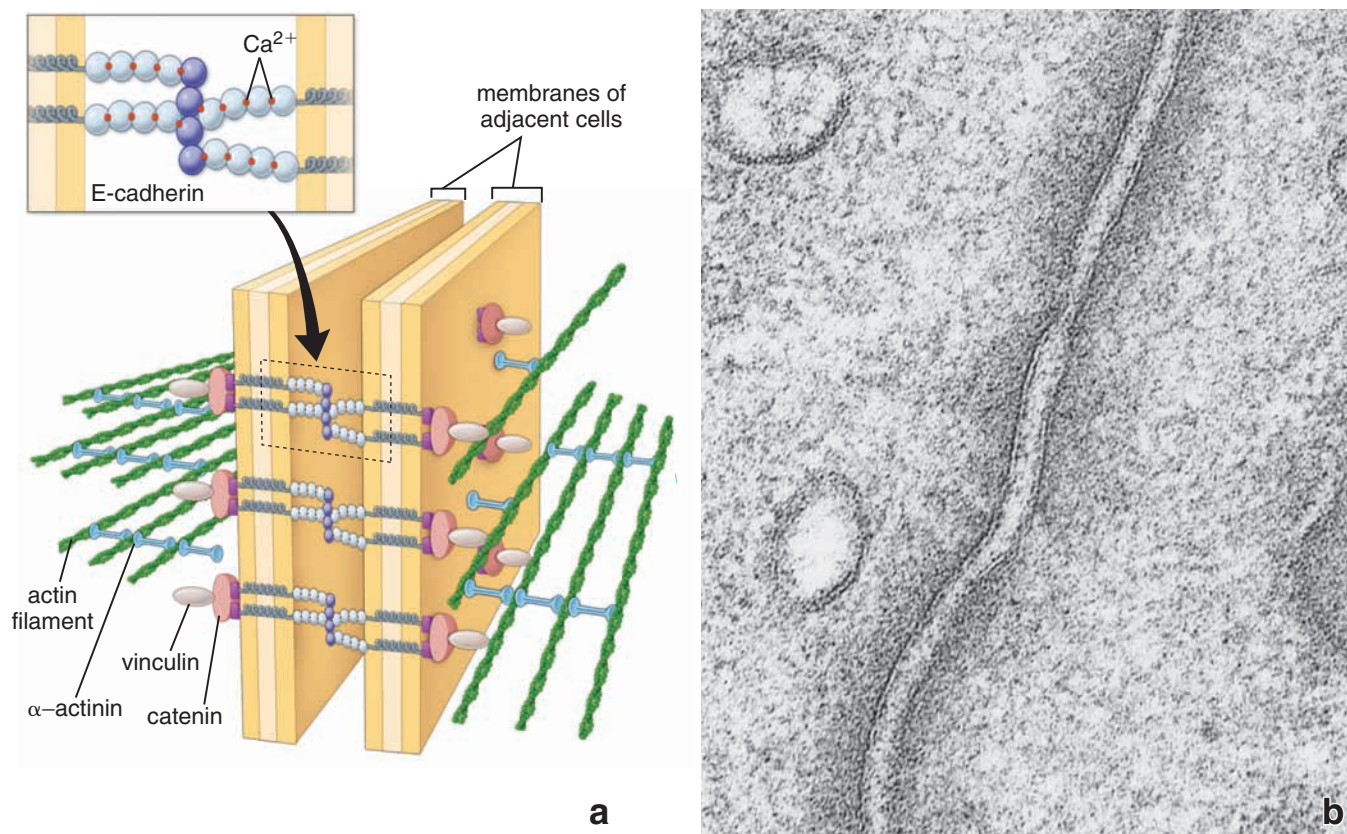 Ca2+
E-cadherin
membranes of
adjacent cells
actin
filament
vinculin
α–actinin
catenin
a
b